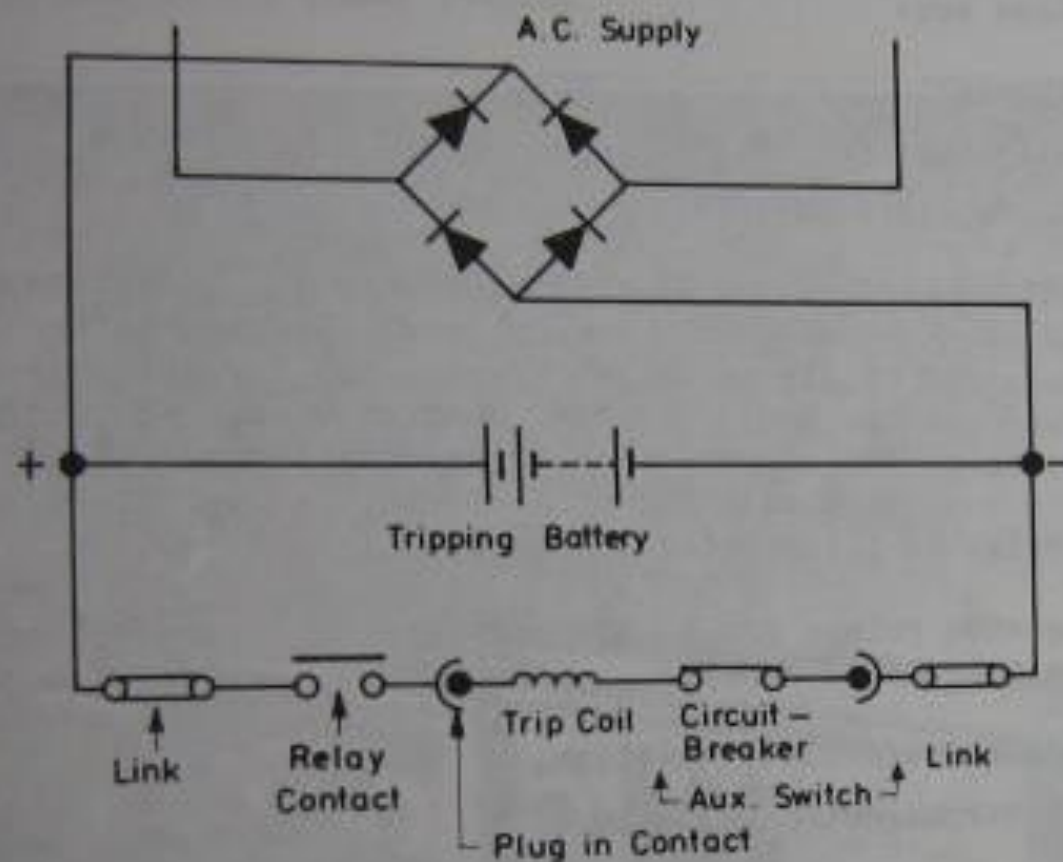 A.C. Supply
+
-
Tripping Battery
Link
Relay
Contact
Trip Coil
Circuit -
Breaker
Link
Aux. Switch
Plug in Contact